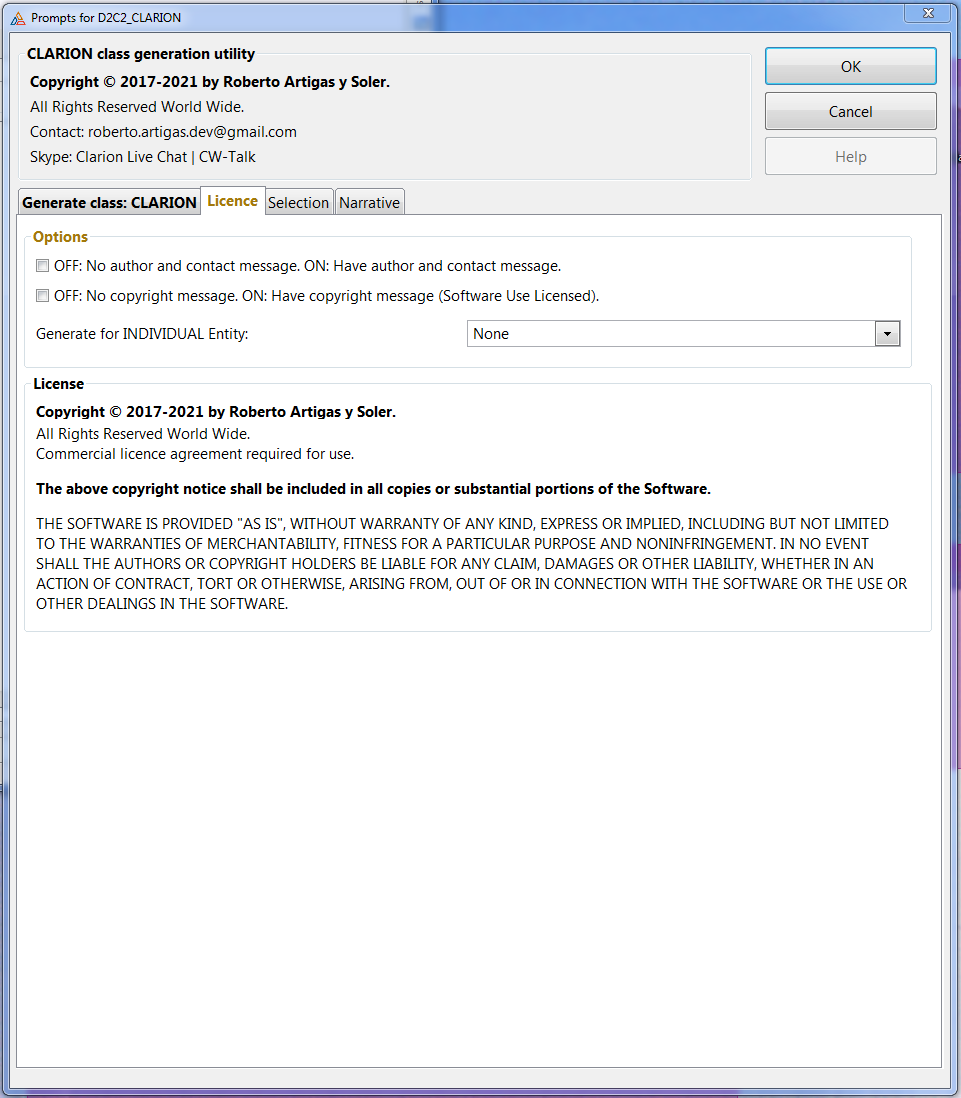 Prompts for D2C2_CLARION
CLARION class generation utility
Copyright © 2017-2021 by Roberto Artigas y Soler.
All Rights Reserved World Wide.
Contact: roberto.artigas.dev@gmail.com
Skype: Clarion Live Chat | CW-Talk
OK
Cancel
Help
Generate class: CLARION
Licence
Selection
Narrative
Options
OFF: No author and contact message. ON: Have author and contact message.
OFF: No copyright message. ON: Have copyright message (Software Use Licensed).
Generate for INDIVIDUAL Entity:
None
License
Copyright © 2017-2021 by Roberto Artigas y Soler.
All Rights Reserved World Wide.
Commercial licence agreement required for use.
The above copyright notice shall be included in all copies or substantial portions of the Software.
THE SOFTWARE IS PROVIDED "AS IS", WITHOUT WARRANTY OF ANY KIND, EXPRESS OR IMPLIED, INCLUDING BUT NOT LIMITED
TO THE WARRANTIES OF MERCHANTABILITY, FITNESS FOR A PARTICULAR PURPOSE AND NONINFRINGEMENT. IN NO EVENT
SHALL THE AUTHORS OR COPYRIGHT HOLDERS BE LIABLE FOR ANY CLAIM, DAMAGES OR OTHER LIABILITY, WHETHER IN AN
ACTION OF CONTRACT, TORT OR OTHERWISE, ARISING FROM, OUT OF OR IN CONNECTION WITH THE SOFTWARE OR THE USE OR
OTHER DEALINGS IN THE SOFTWARE.